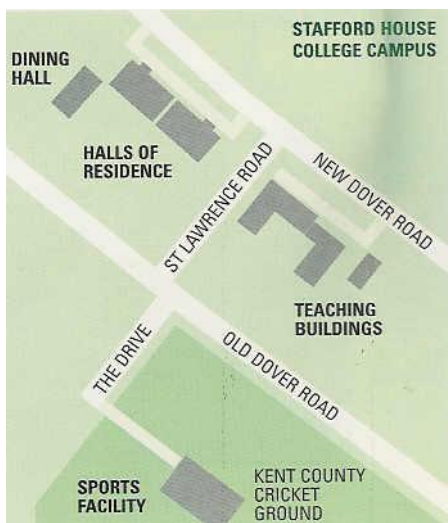 STAFFORD HOUSE
COLLEGE CAMPUS
DINING
HALL
HALLS OF
RESIDENCE
NEW DOVER ROAD
ST LAWRENCE ROAD
TEACHING
BUILDINGS
THE DRIVE
OLD DOVER ROAD
SPORTS
FACILITY
KENT COUNTY
CRICKET
GROUND